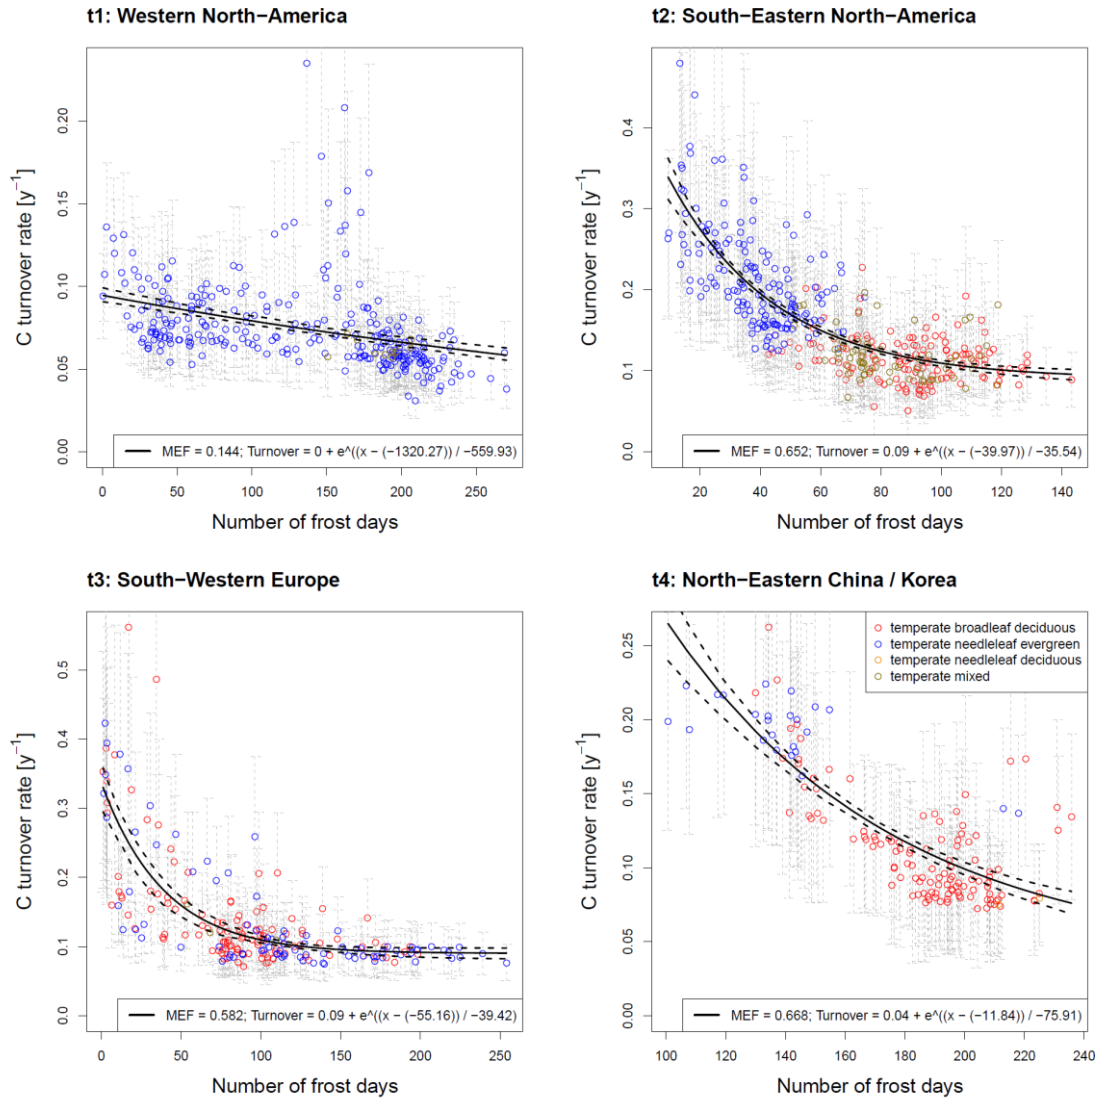 t1: Western North−America
C turnover rate [y−1]
0.20
0.15
0.10
0.05
0.00
MEF = 0.144; Turnover = 0 + e^((x − (−1320.27)) / −559.93)
0 50 100 150 200 250
Number of frost days
t2: South−Eastern North−America
C turnover rate [y−1]
0.4
0.3
0.2
0.1
0.0
MEF = 0.652; Turnover = 0.09 + e^((x − (−39.97)) / −35.54)
20 40 60 80 100 120 140
Number of frost days
t3: South−Western Europe
C turnover rate [y−1]
0.5
0.4
0.3
0.2
0.1
0.0
MEF = 0.582; Turnover = 0.09 + e^((x − (−55.16)) / −39.42)
0 50 100 150 200 250
Number of frost days
t4: North−Eastern China / Korea
C turnover rate [y−1]
0.25
0.20
0.15
0.10
0.05
0.00
temperate broadleaf deciduous
temperate needleleaf evergreen
temperate needleleaf deciduous
temperate mixed
MEF = 0.668; Turnover = 0.04 + e^((x − (−11.84)) / −75.91)
100 120 140 160 180 200 220 240
Number of frost days